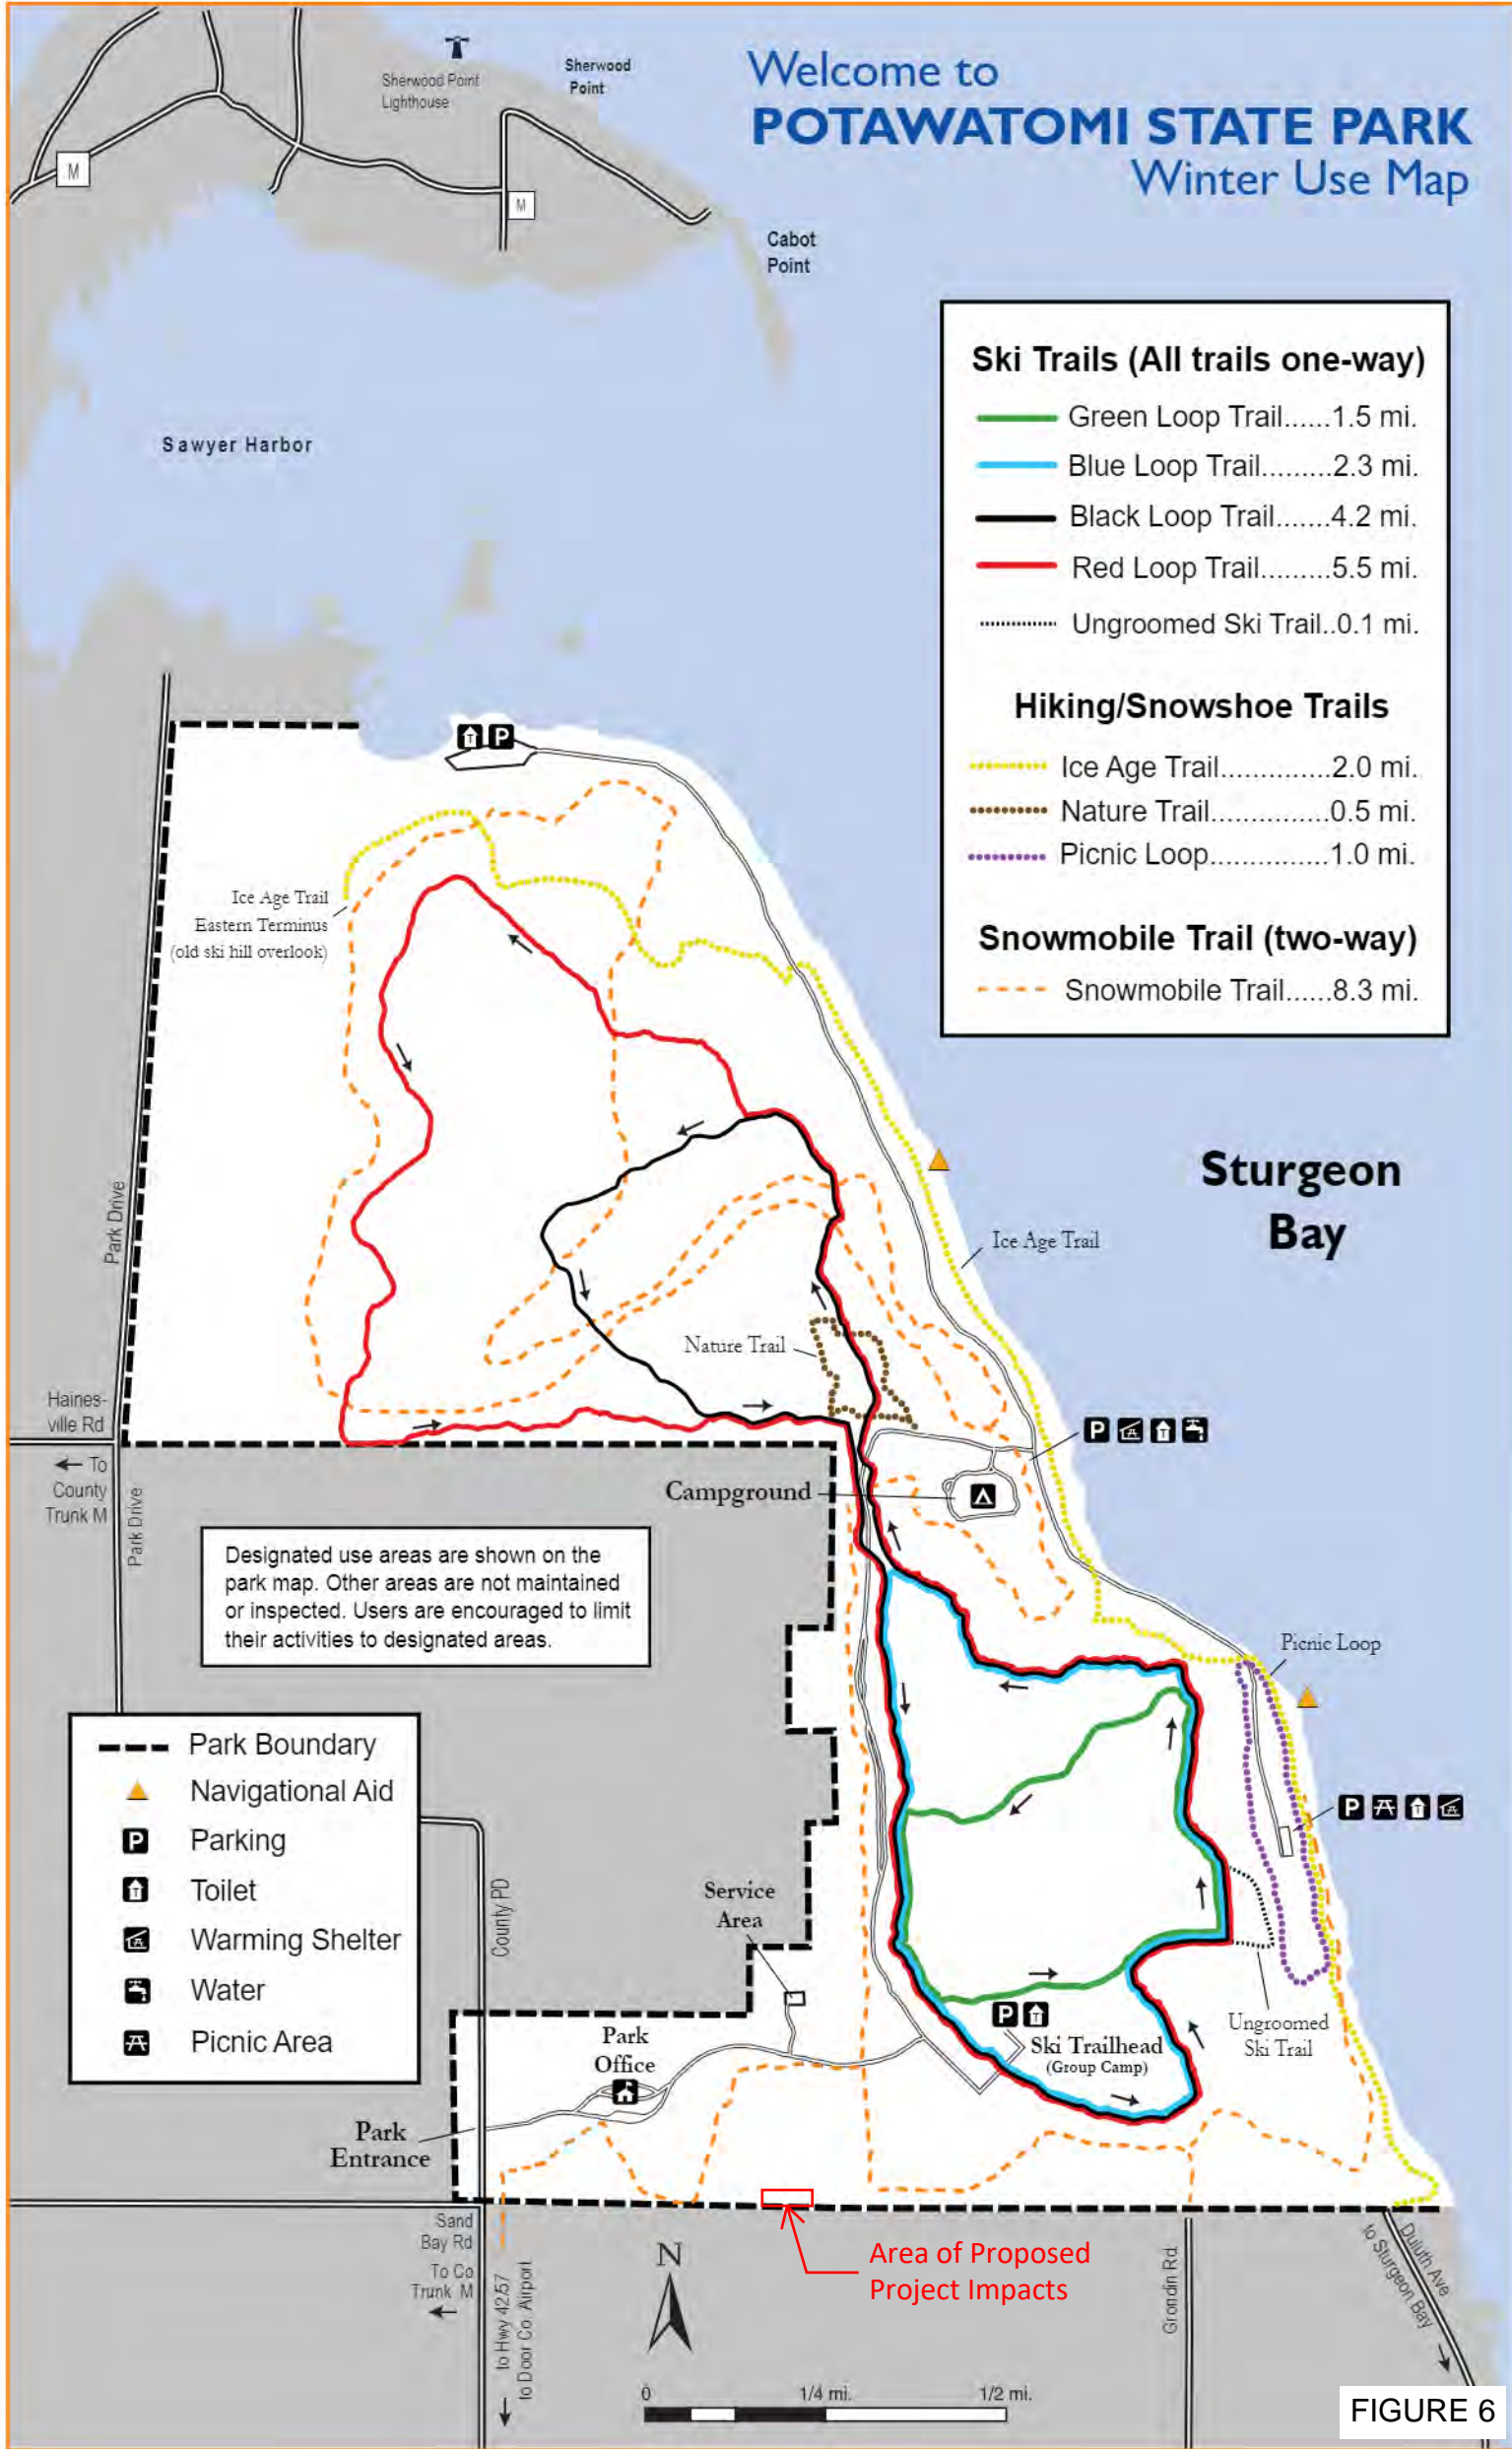 Welcome to
POTAWATOMI STATE PARK
Winter Use Map
Sherwood Point
Lighthouse
Sherwood
Point
M
M
Cabot
Point
Sawyer Harbor
Ski Trails (All trails one-way)
Green Loop Trail......1.5 mi.
Blue Loop Trail.........2.3 mi.
Black Loop Trail.......4.2 mi.
Red Loop Trail.........5.5 mi.
Ungroomed Ski Trail..0.1 mi.
Hiking/Snowshoe Trails
Ice Age Trail..............2.0 mi.
Nature Trail...............0.5 mi.
Picnic Loop...............1.0 mi.
Snowmobile Trail (two-way)
Snowmobile Trail......8.3 mi.
T P
Ice Age Trail
Eastern Terminus
(old ski hill overlook)
Park Drive
Sturgeon
Bay
Ice Age Trail
Nature Trail
Haines-
ville Rd
To
County
Trunk M
Park Drive
P T
Campground
Designated use areas are shown on the
park map. Other areas are not maintained
or inspected. Users are encouraged to limit
their activities to designated areas.
Picnic Loop
P T
Park Boundary
Navigational Aid
P Parking
T Toilet
Warming Shelter
Water
Picnic Area
County PD
Service
Area
Park
Office
Park
Entrance
P T
Ski Trailhead
(Group Camp)
Ungroomed
Ski Trail
Sand
Bay Rd
To Co
Trunk M
to Hwy 42/57
to Door Co. Airport
N
Area of Proposed
Project Impacts
Grondin Rd.
Duluth Ave
to Sturgeon Bay
0 1/4 mi. 1/2 mi.
FIGURE 6